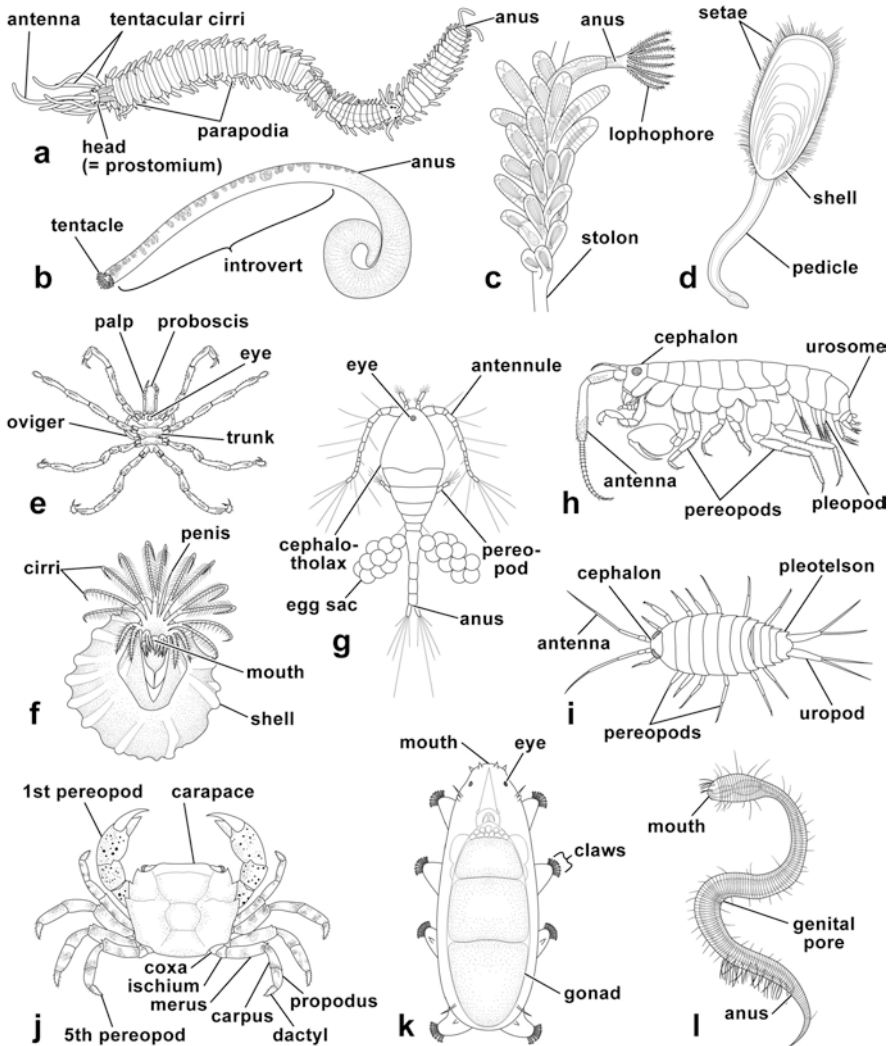 antenna
tentacular cirri
anus
parapodia
head
(= prostomium)
a
anus
tentacle
introvert
b
anus
lophophore
stolon
c
setae
shell
pedicle
d
palp
proboscis
eye
oviger
trunk
e
penis
cirri
mouth
shell
f
eye
antennule
cephalo-
tholax
pereo-
pod
egg sac
anus
g
cephalon
urosome
antenna
pereopods
pleopod
h
cephalon
pleotelson
antenna
pereopods
uropod
i
1st pereopod
carapace
coxa
ischium
merus
carpus
propodus
dactyl
5th pereopod
j
mouth
eye
claws
gonad
k
mouth
genital
pore
anus
l